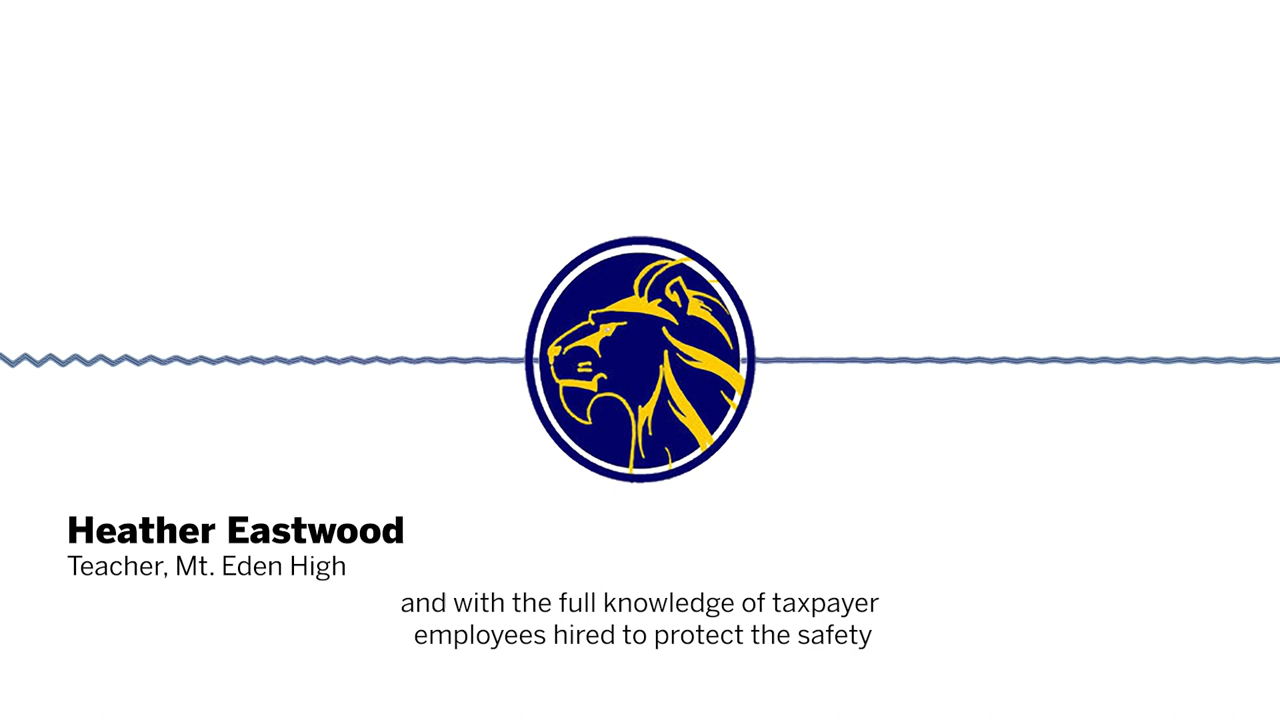 Heather Eastwood
Teacher, Mt. Eden High
and with the full knowledge of taxpayer
employees hired to protect the safety